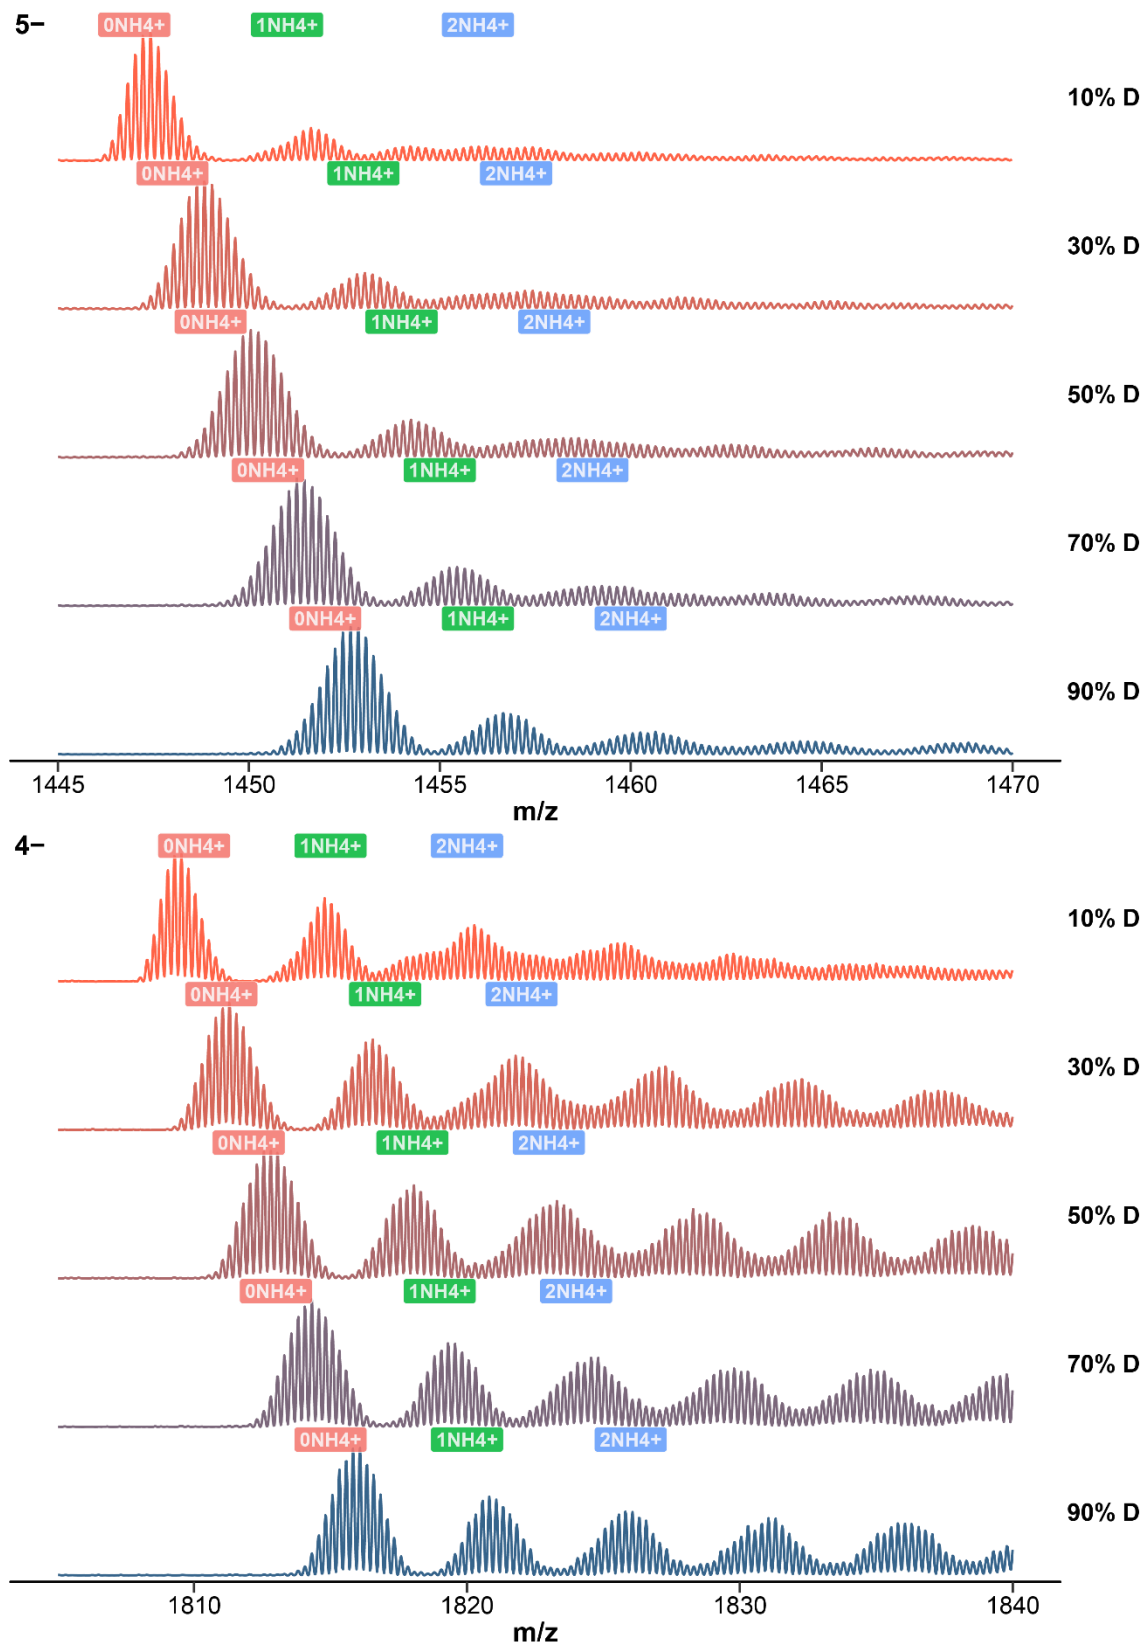 5− 0NH4+ 1NH4+ 2NH4+
10% D
0NH4+ 1NH4+ 2NH4+
30% D
0NH4+ 1NH4+ 2NH4+
50% D
0NH4+ 1NH4+ 2NH4+
70% D
0NH4+ 1NH4+ 2NH4+
90% D
1445 1450 1455 1460 1465 1470
m/z
4− 0NH4+ 1NH4+ 2NH4+
10% D
0NH4+ 1NH4+ 2NH4+
30% D
0NH4+ 1NH4+ 2NH4+
50% D
0NH4+ 1NH4+ 2NH4+
70% D
0NH4+ 1NH4+ 2NH4+
90% D
1810 1820 1830 1840
m/z